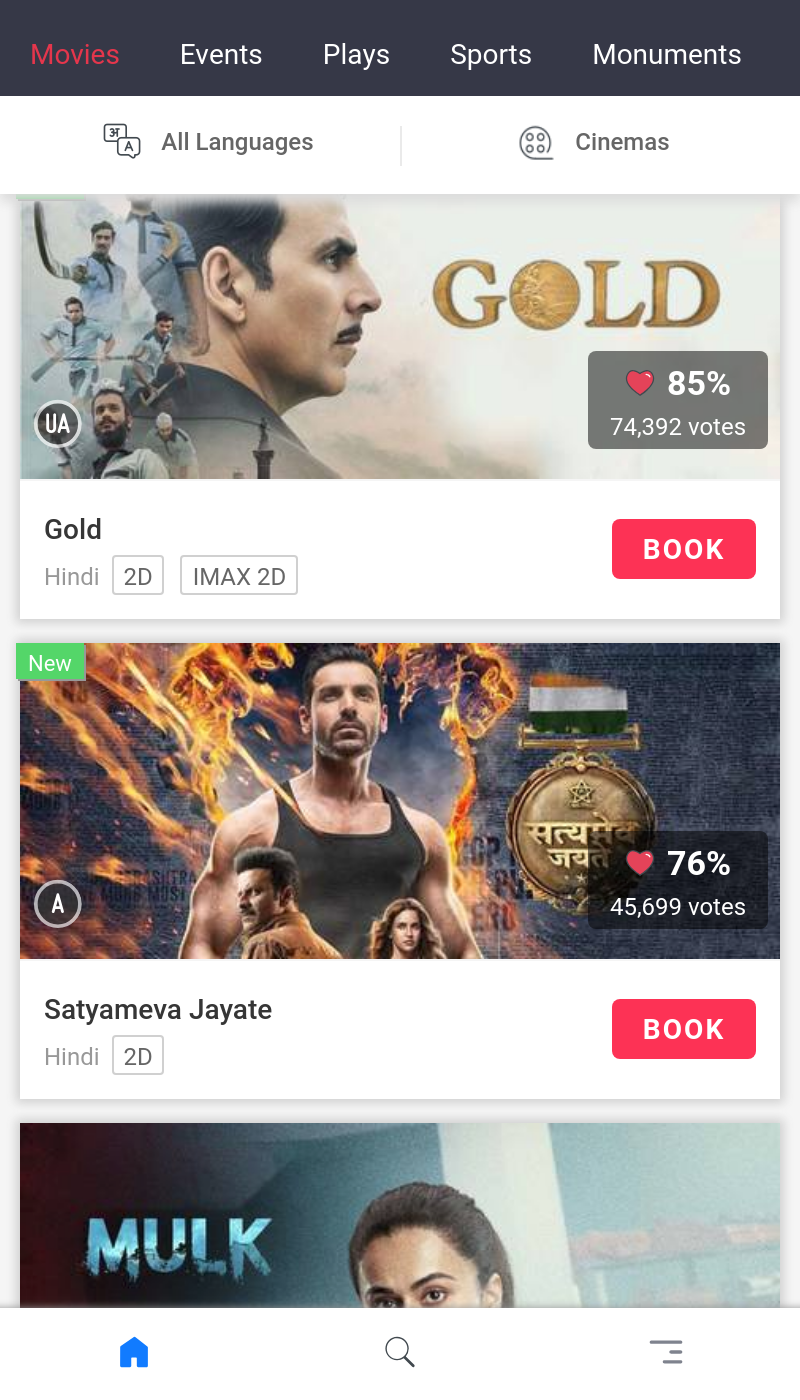 Movies Events Plays Sports Monuments
All Languages Cinemas
GOLD
85%
74,392 votes
UA
Gold
BOOK
Hindi 2D IMAX 2D
New
सत्यमेव
जयते
76%
45,699 votes
A
Satyameva Jayate
BOOK
Hindi 2D
MULK